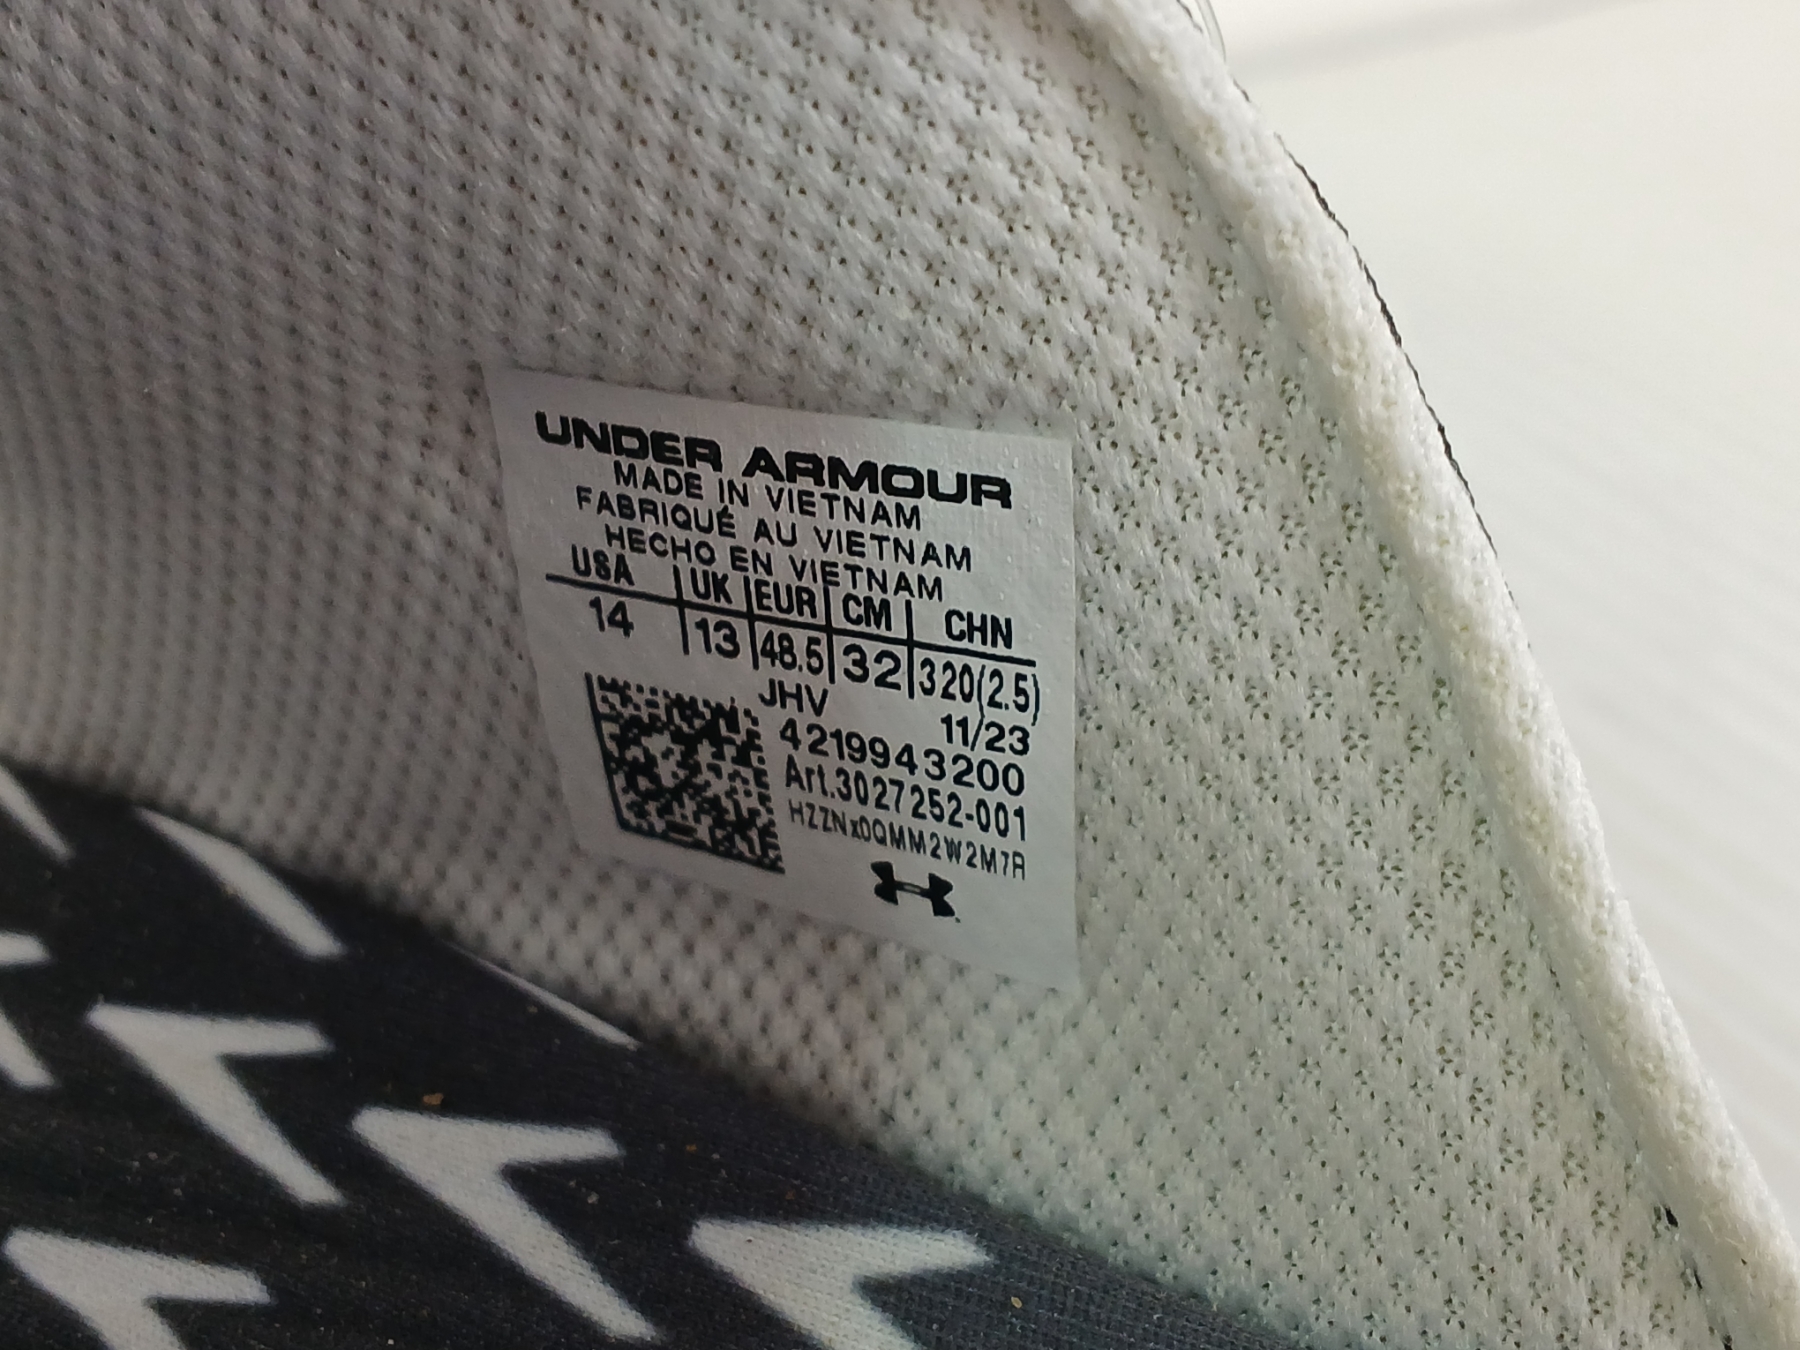 UNDER ARMOUR
MADE IN VIETNAM
FABRIQUÉ AU VIETNAM
HECHO EN VIETNAM
USA UK EUR CM CHN
14 13 48.5 32 320(2.5)
JHV 11/23
4219943200
Art.3027252-001
HZZNx0QMM2W2M7R